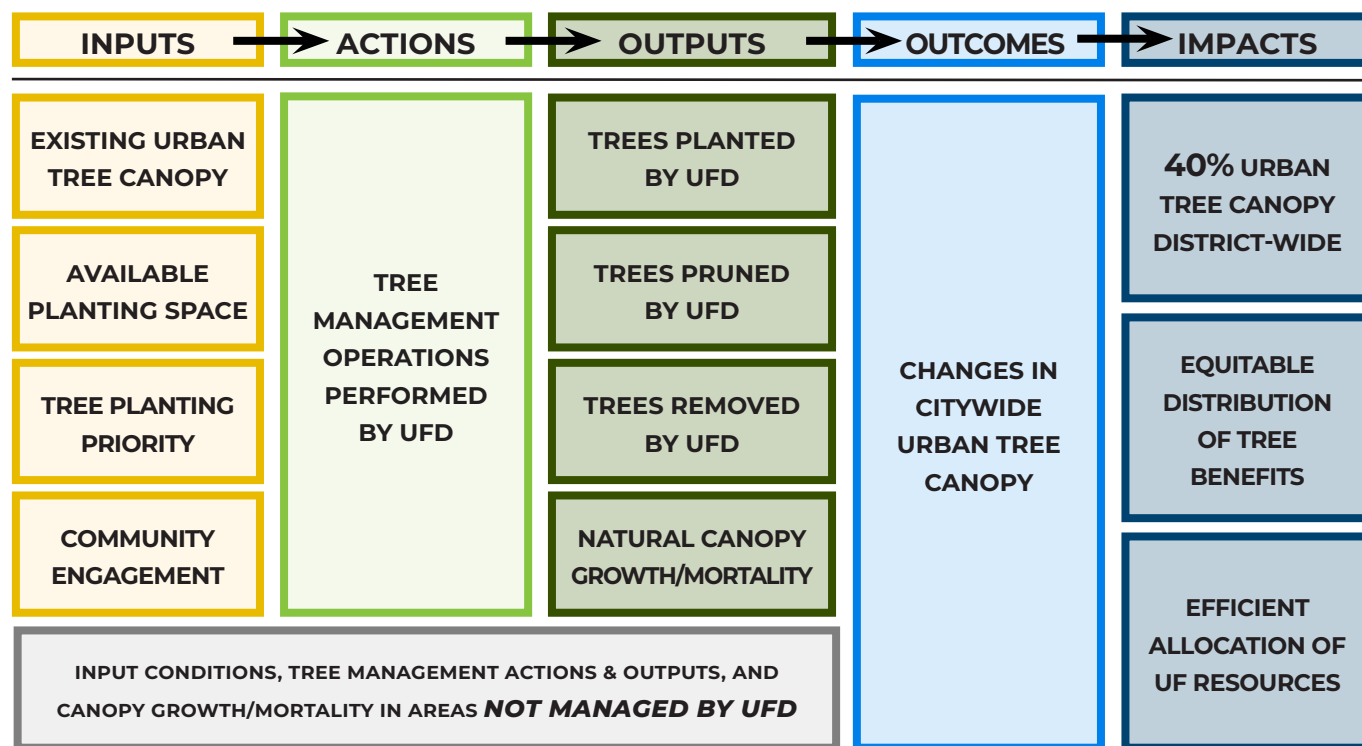 INPUTS
ACTIONS
OUTPUTS
OUTCOMES
IMPACTS
EXISTING URBAN
TREE CANOPY
AVAILABLE
PLANTING SPACE
TREE PLANTING
PRIORITY
COMMUNITY
ENGAGEMENT
TREE
MANAGEMENT
OPERATIONS
PERFORMED
BY UFD
TREES PLANTED
BY UFD
TREES PRUNED
BY UFD
TREES REMOVED
BY UFD
NATURAL CANOPY
GROWTH/MORTALITY
INPUT CONDITIONS, TREE MANAGEMENT ACTIONS & OUTPUTS, AND
CANOPY GROWTH/MORTALITY IN AREAS NOT MANAGED BY UFD
CHANGES IN
CITYWIDE
URBAN TREE
CANOPY
40% URBAN
TREE CANOPY
DISTRICT-WIDE
EQUITABLE
DISTRIBUTION
OF TREE
BENEFITS
EFFICIENT
ALLOCATION OF
UF RESOURCES